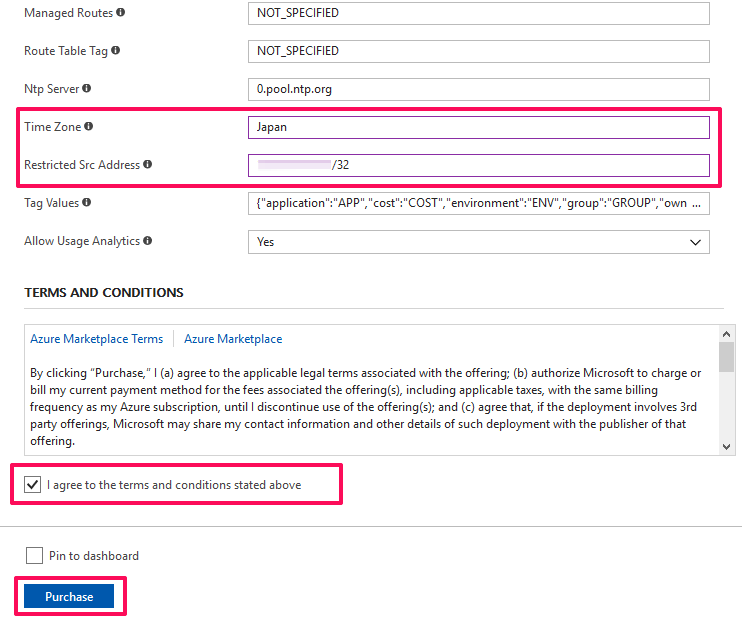 Managed Routes
NOT_SPECIFIED
Route Table Tag
NOT_SPECIFIED
Ntp Server
0.pool.ntp.org
Time Zone
Japan
Restricted Src Address
/32
Tag Values
{"application":"APP","cost":"COST","environment":"ENV","group":"GROUP","own ...
Allow Usage Analytics
Yes
TERMS AND CONDITIONS
Azure Marketplace Terms
Azure Marketplace
By clicking “Purchase,” I (a) agree to the applicable legal terms associated with the offering; (b) authorize Microsoft to charge or
bill my current payment method for the fees associated the offering(s), including applicable taxes, with the same billing
frequency as my Azure subscription, until I discontinue use of the offering(s); and (c) agree that, if the deployment involves 3rd
party offerings, Microsoft may share my contact information and other details of such deployment with the publisher of that
offering.
I agree to the terms and conditions stated above
Pin to dashboard
Purchase